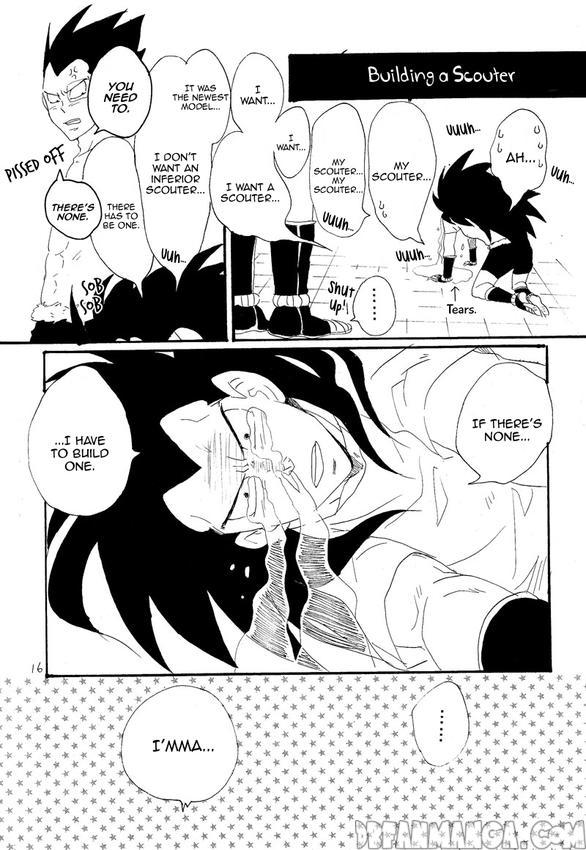 Building a Scouter
uuuh...
AH...
uuh...
MY
SCOUTER...
uuuh...
MY
SCOUTER...
MY
SCOUTER...
uuuh...
I
WANT...
I
WANT...
I WANT A
SCOUTER...
Tears.
Shut
up!
.....
IT WAS
THE NEWEST
MODEL...
I DON'T
WANT AN
INFERIOR
SCOUTER...
uuh...
YOU
NEED
TO.
THERE
HAS TO
BE ONE.
THERE'S
NONE.
PISSED OFF
SOB
SOB
IF THERE'S
NONE...
...I HAVE
TO BUILD
ONE.
16
......
I'MMA...
DBFANMANGA.COM